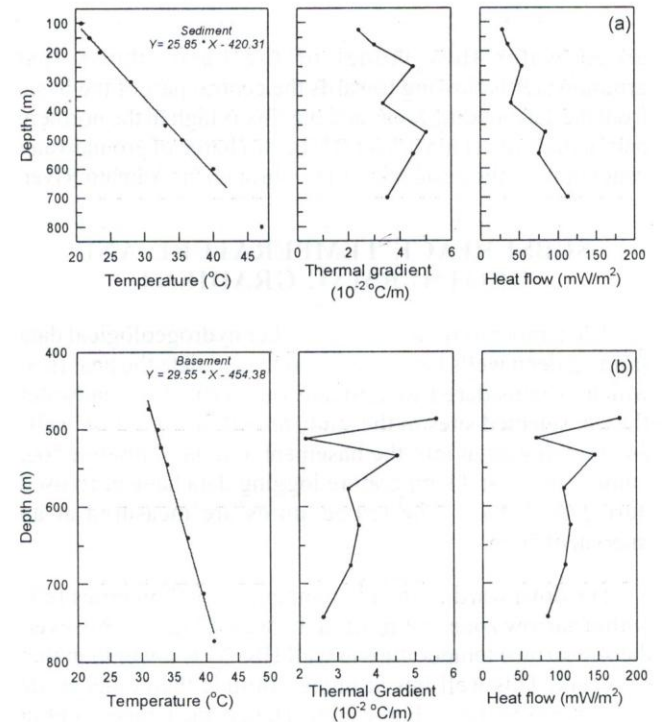 (a)
Sediment
Y= 25.85 * X - 420.31
Depth (m)
0
100
200
300
400
500
600
700
800
20 25 30 35 40 45
Temperature (°C)
0 2 4 6
Thermal gradient
(10⁻² °C/m)
0 50 100 150 200
Heat flow (mW/m²)
(b)
Basement
Y = 29.55 * X - 454.38
Depth (m)
400
500
600
700
800
20 25 30 35 40 45 50
Temperature (°C)
2 3 4 5
Thermal Gradient
(10⁻² °C/m)
0 50 100 150 200
Heat flow (mW/m²)